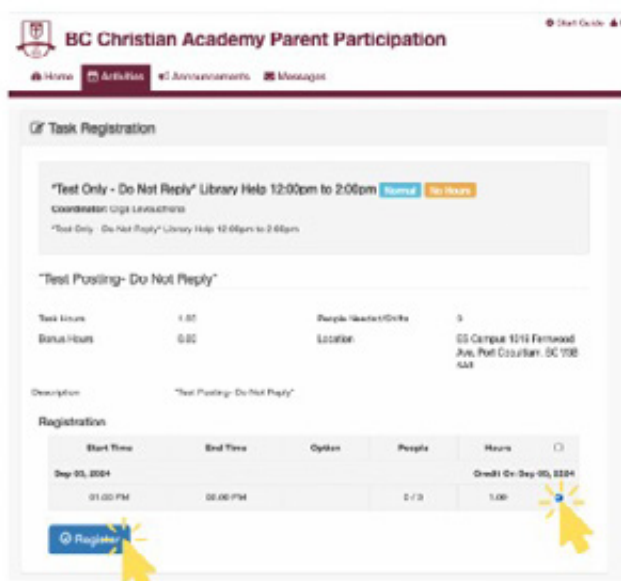 Start Guide
BC Christian Academy Parent Participation
Home Activities Announcements Messages
Task Registration
"Test Only - Do Not Reply" Library Help 12:00pm to 2:00pm Normal No Hours
Coordinator: Olga
"Test Only - Do Not Reply" Library Help 12:00pm to 2:00pm
"Test Posting- Do Not Reply"
Task Hours 1.00 People Needed/Shifts 3
Bonus Hours 0.00 Location ES Campus 1019 Fernwood
Ave, Port Coquitlam, BC
Description "Test Posting- Do Not Reply"
Registration
Start Time End Time Option People Hours
Sep 03, 2024 Credit On Sep 03, 2024
01:00 PM 02:00 PM 0 / 3 1.00
Register